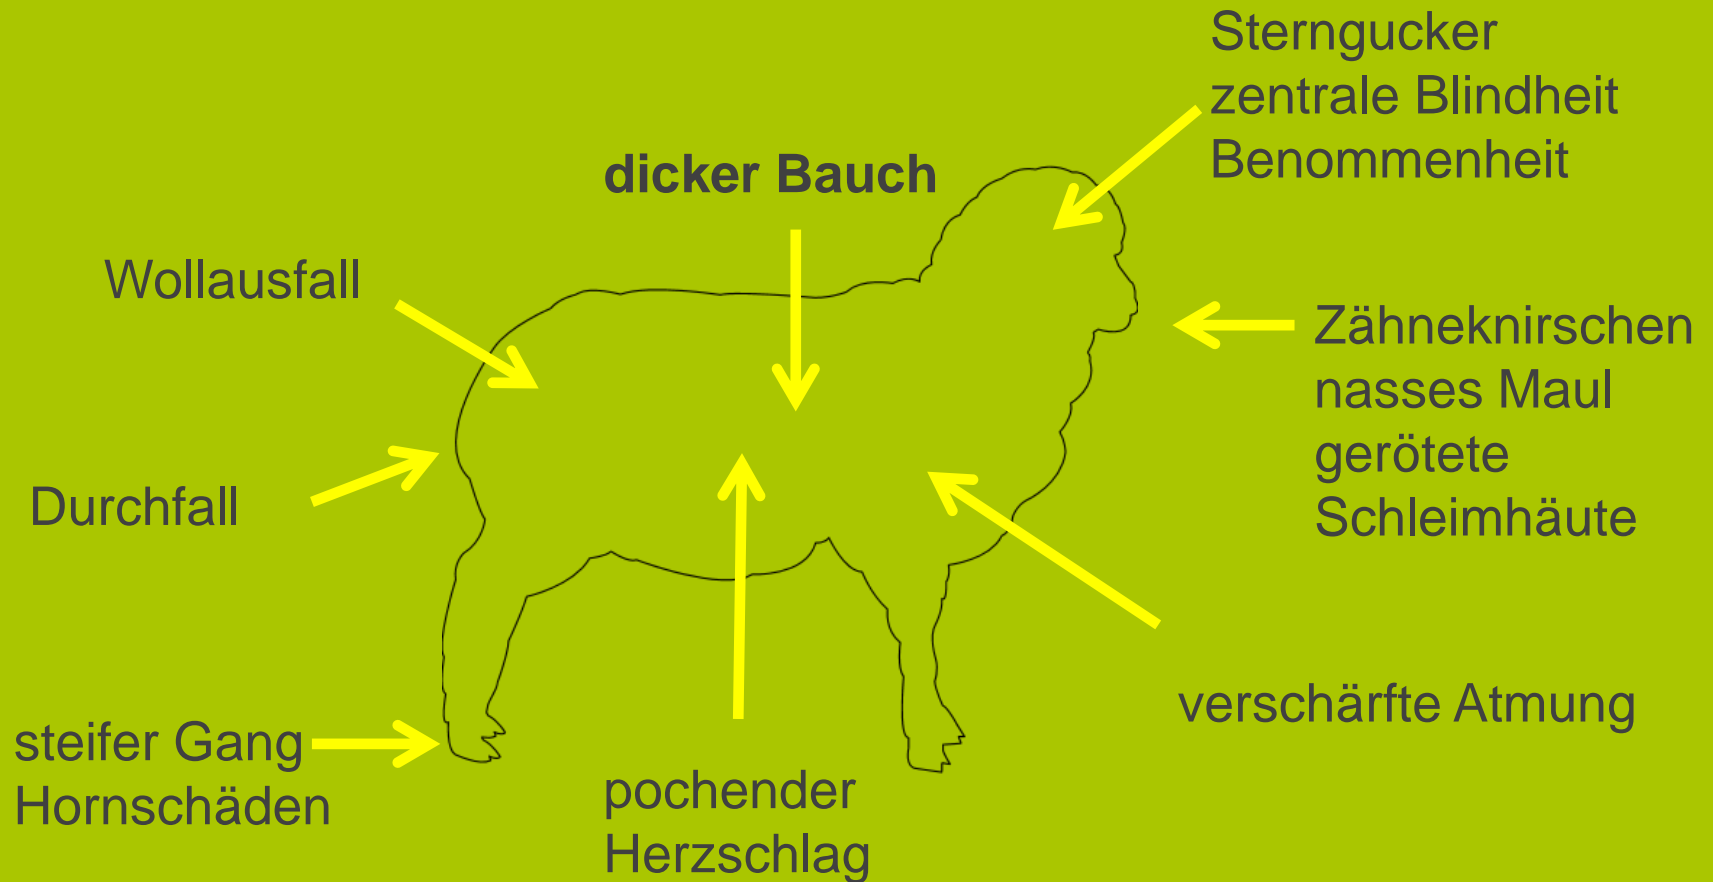 Sterngucker
zentrale Blindheit
Benommenheit
dicker Bauch
Wollausfall
Zähneknirschen
nasses Maul
gerötete
Schleimhäute
Durchfall
verschärfte Atmung
steifer Gang
Hornschäden
pochender
Herzschlag